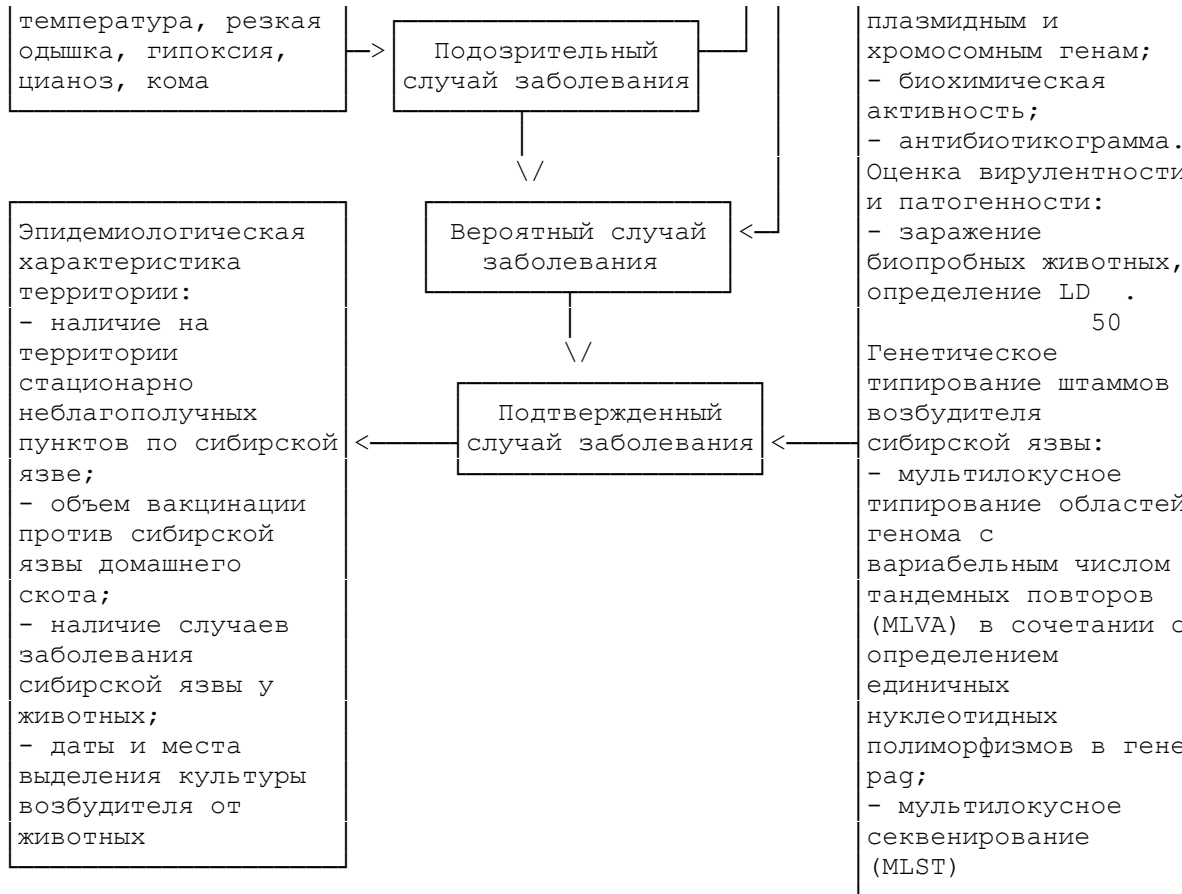 температура, резкая
одышка, гипоксия,
цианоз, кома
Подозрительный
случай заболевания
Вероятный случай
заболевания
Эпидемиологическая
характеристика
территории:
- наличие на
территории
стационарно
неблагополучных
пунктов по сибирской
язве;
- объем вакцинации
против сибирской
язвы домашнего
скота;
- наличие случаев
заболевания
сибирской язвы у
животных;
- даты и места
выделения культуры
возбудителя от
животных
Подтвержденный
случай заболевания
плазмидным и
хромосомным генам;
- биохимическая
активность;
- антибиотикограмма.
Оценка вирулентности
и патогенности:
- заражение
биопробных животных,
определение LD .
50
Генетическое
типирование штаммов
возбудителя
сибирской язвы:
- мультилокусное
типирование областей
генома с
вариабельным числом
тандемных повторов
(MLVA) в сочетании с
определением
единичных
нуклеотидных
полиморфизмов в гене
pag;
- мультилокусное
секвенирование
(MLST)